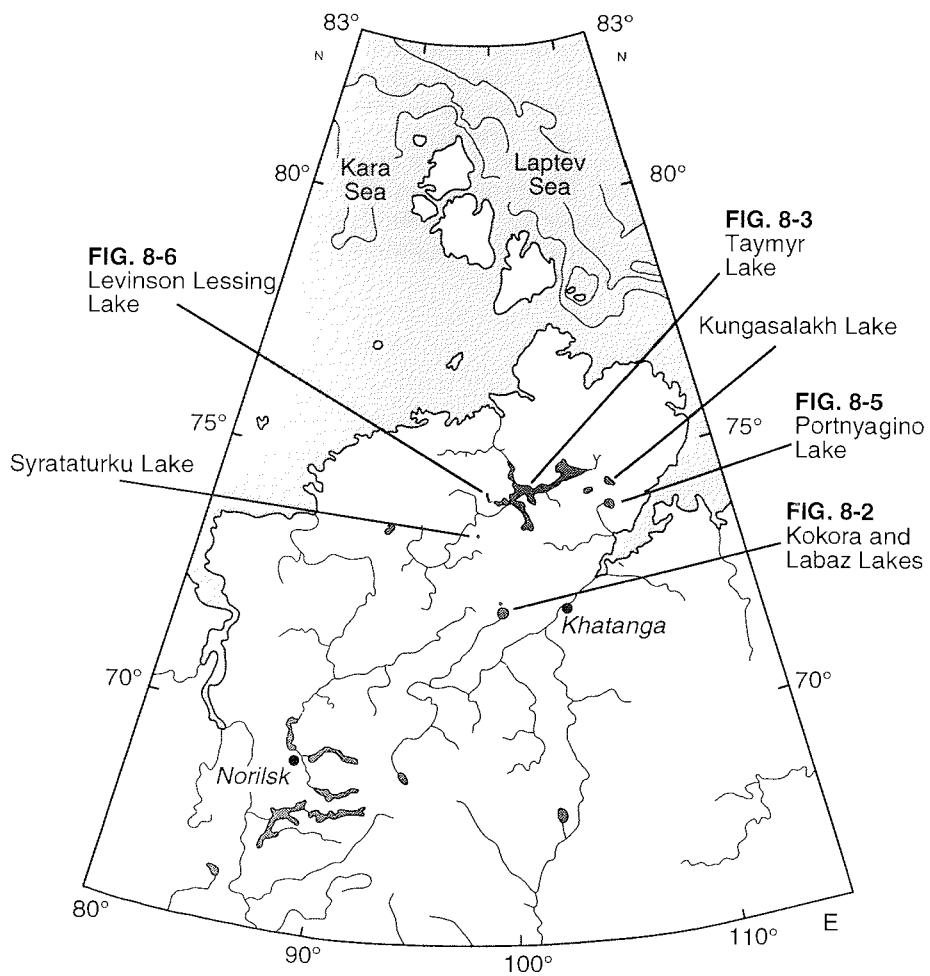 83°
83°
N
N
Kara
Sea
Laptev
Sea
80°
80°
FIG. 8-3
Taymyr
Lake
FIG. 8-6
Levinson Lessing
Lake
Kungasalakh Lake
75°
75°
FIG. 8-5
Portnyagino
Lake
Syrataturku Lake
FIG. 8-2
Kokora and
Labaz Lakes
Khatanga
70°
70°
Norilsk
80°
90°
100°
110°
E